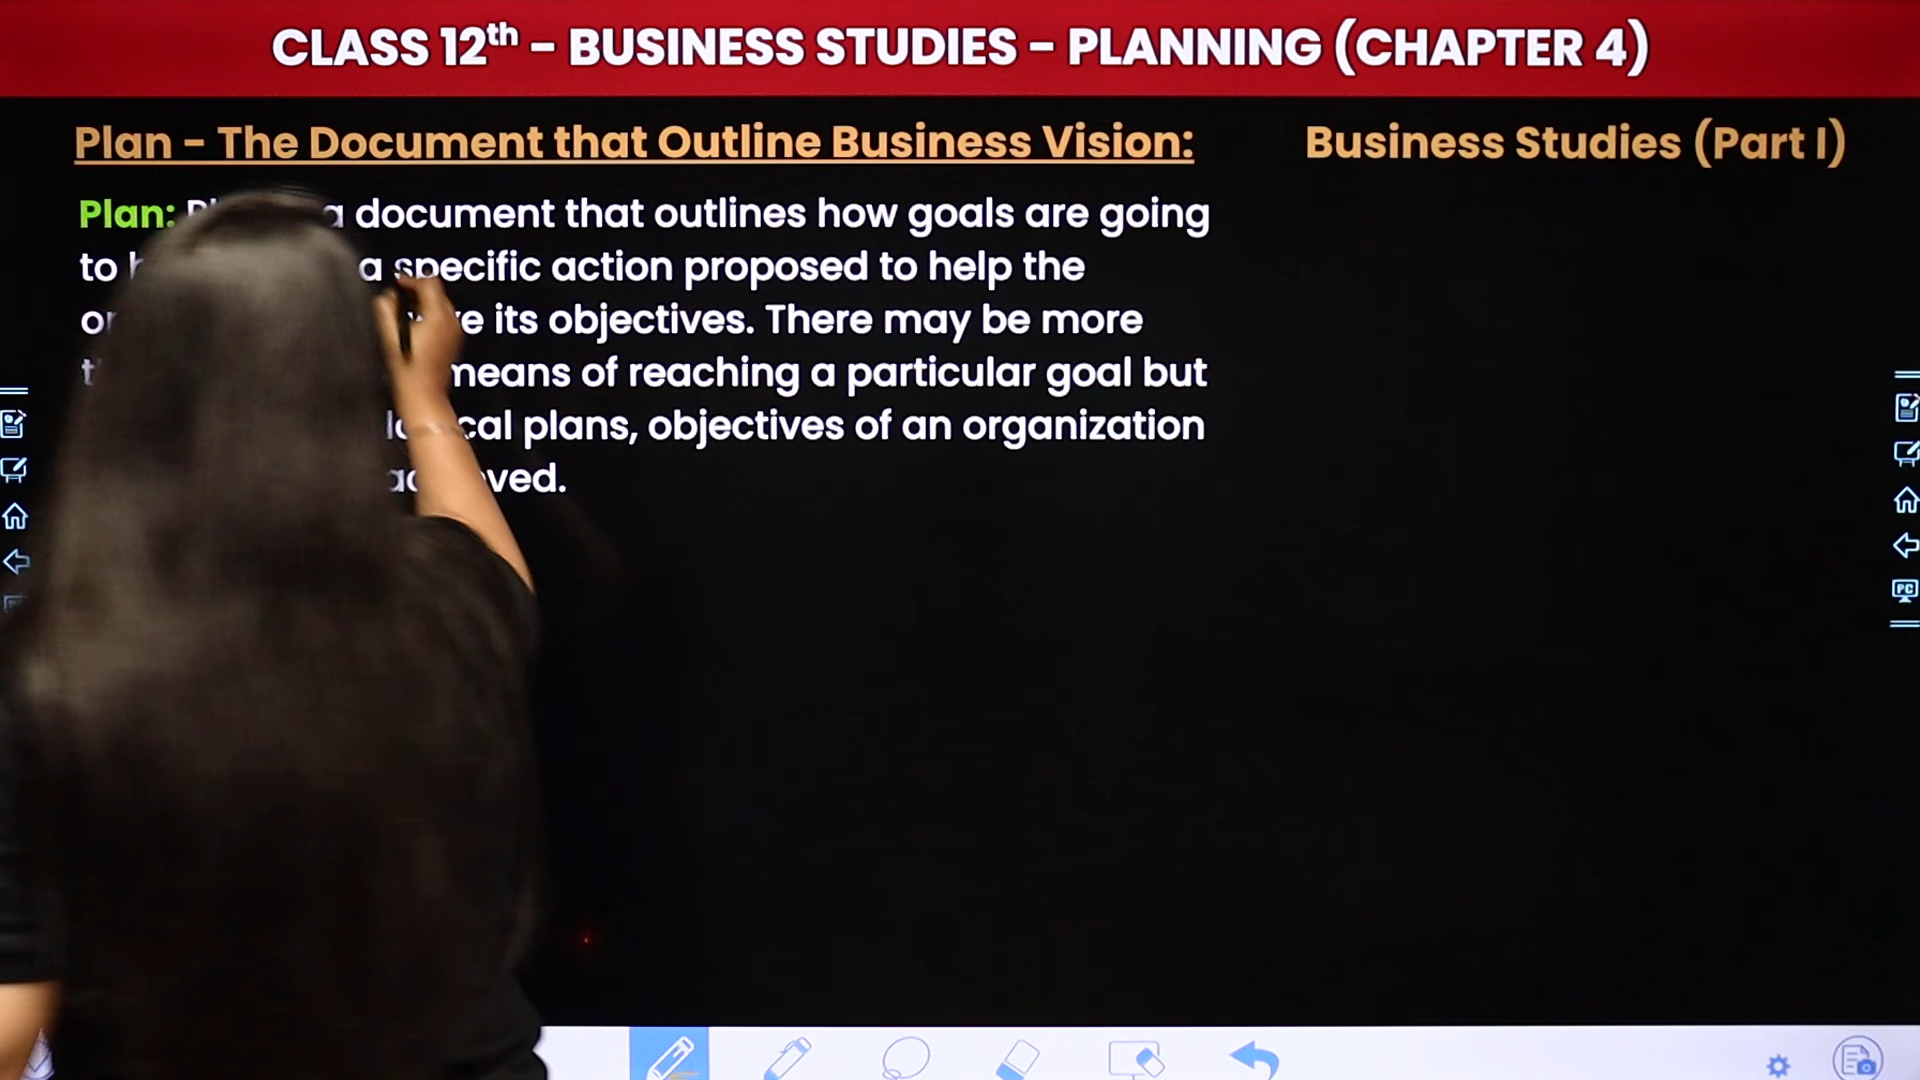 CLASS 12th – BUSINESS STUDIES – PLANNING (CHAPTER 4)
Plan – The Document that Outline Business Vision:
Business Studies (Part I)
Plan: a document that outlines how goals are going
to a specific action proposed to help the
its objectives. There may be more
means of reaching a particular goal but
plans, objectives of an organization
PC